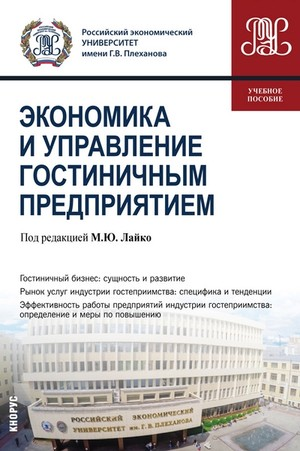 Российский экономический
УНИВЕРСИТЕТ
имени Г.В. Плеханова
УЧЕБНОЕ
ПОСОБИЕ
ЭКОНОМИКА
И УПРАВЛЕНИЕ
ГОСТИНИЧНЫМ
ПРЕДПРИЯТИЕМ
Под редакцией М.Ю. Лайко
Гостиничный бизнес: сущность и развитие
Рынок услуг индустрии гостеприимства: специфика и тенденции
Эффективность работы предприятий индустрии гостеприимства:
определение и меры по повышению
РОССИЙСКИЙ ЭКОНОМИЧЕСКИЙ
УНИВЕРСИТЕТ им. Г.В. ПЛЕХАНОВА
КНОРУС